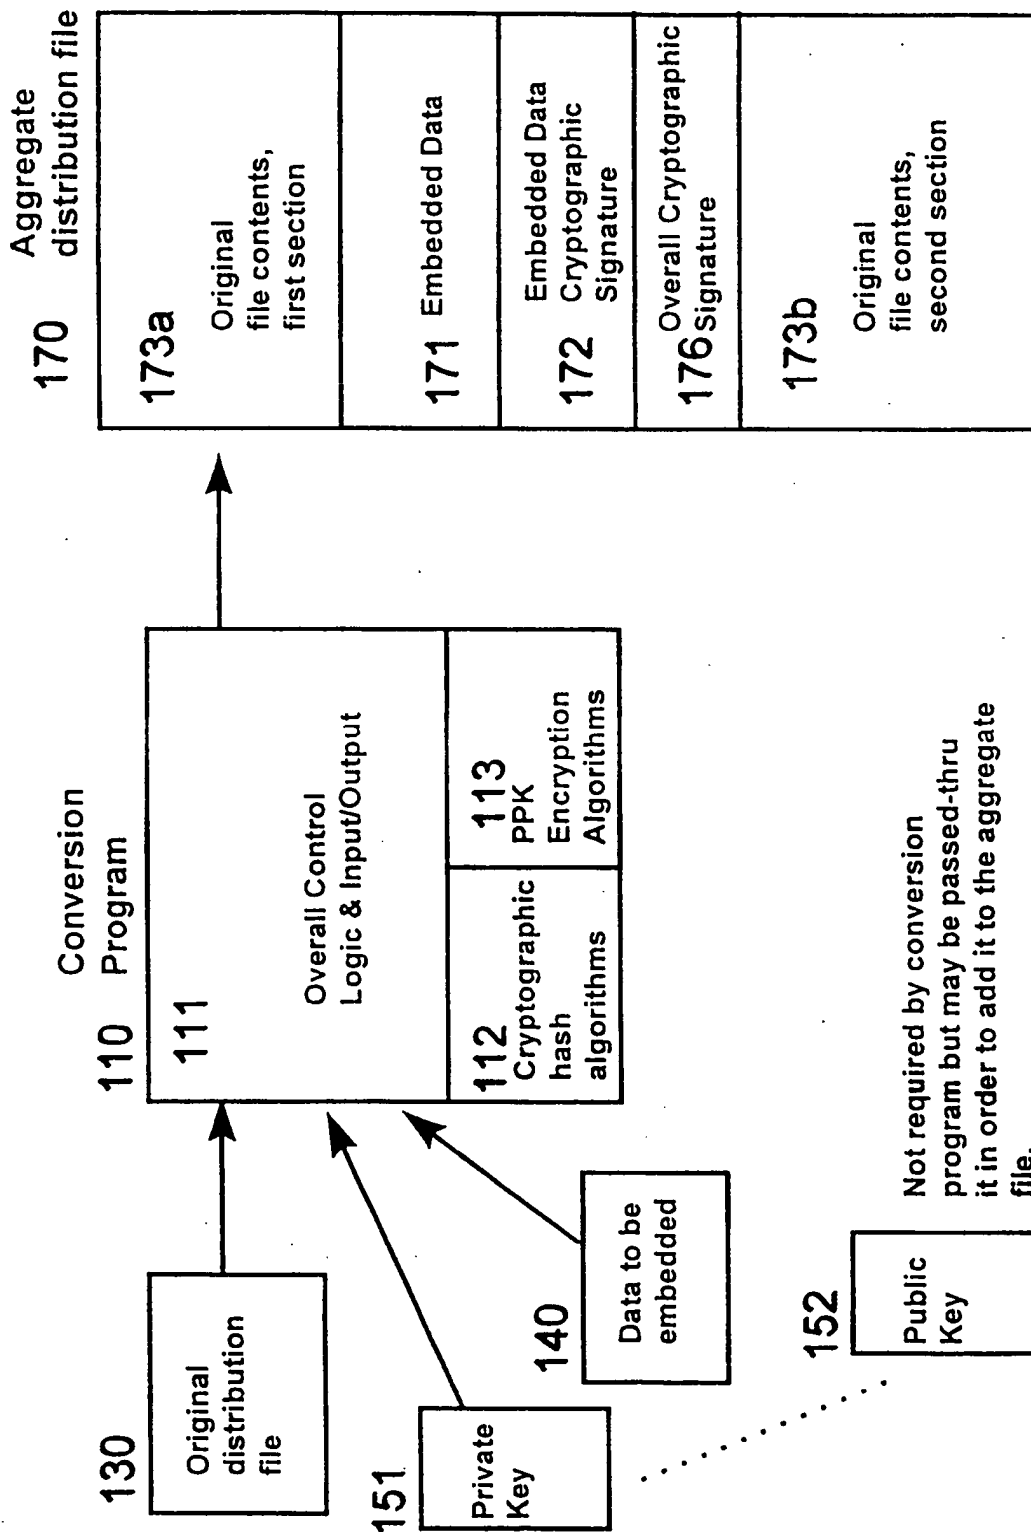 130
Original
distribution
file
151
Private
Key
140
Data to be
embedded
152
Public
Key
Not required by conversion
program but may be passed-thru
it in order to add it to the aggregate
file.
Conversion
110 Program
111
Overall Control
Logic & Input/Output
112
Cryptographic
hash
algorithms
113
PPK
Encryption
Algorithms
170
Aggregate
distribution file
173a
Original
file contents,
first section
171 Embedded Data
172
Embedded Data
Cryptographic
Signature
176
Overall Cryptographic
Signature
173b
Original
file contents,
second section